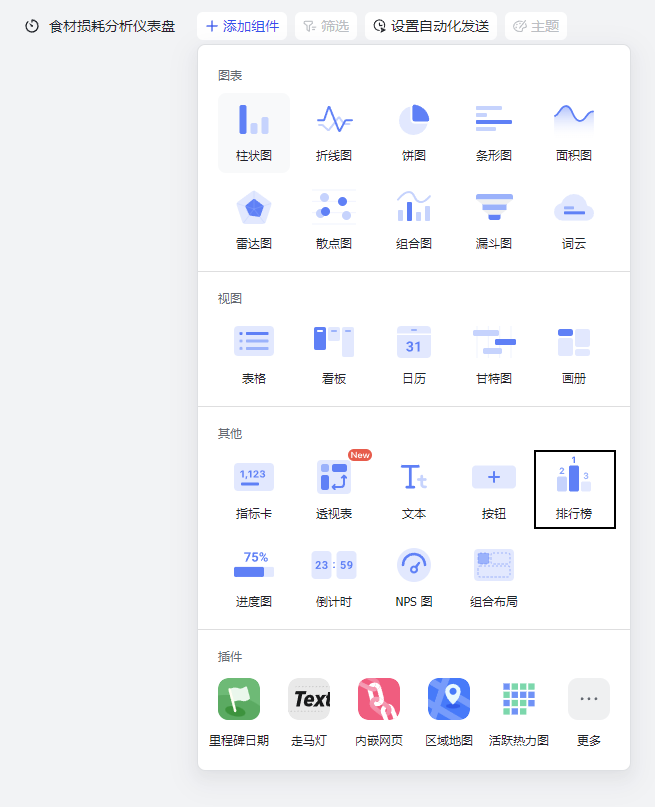 食材损耗分析仪表盘 添加组件 筛选 设置自动化发送 主题
图表
柱状图 折线图 饼图 条形图 面积图
雷达图 散点图 组合图 漏斗图 词云
视图
31
表格 看板 日历 甘特图 画册
其他
New
1,123 Tt 2 1 3
指标卡 透视表 文本 按钮 排行榜
75% 23 : 59
进度图 倒计时 NPS 图 组合布局
插件
Text
里程碑日期 走马灯 内嵌网页 区域地图 活跃热力图 更多